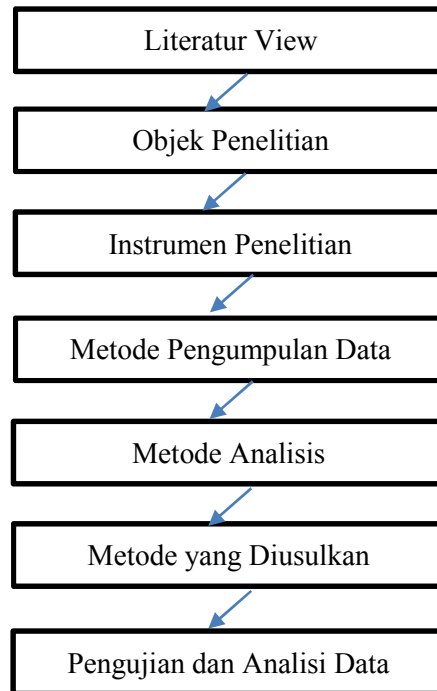 Literatur View
Objek Penelitian
Instrumen Penelitian
Metode Pengumpulan Data
Metode Analisis
Metode yang Diusulkan
Pengujian dan Analisi Data